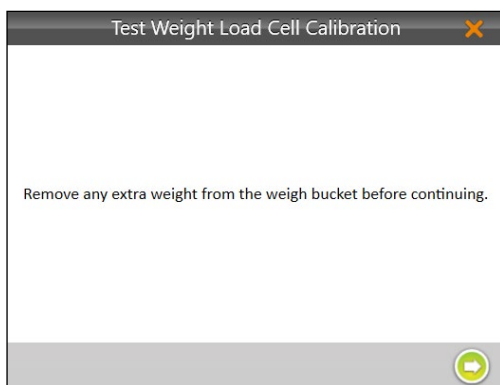 Test Weight Load Cell Calibration
Remove any extra weight from the weigh bucket before continuing.